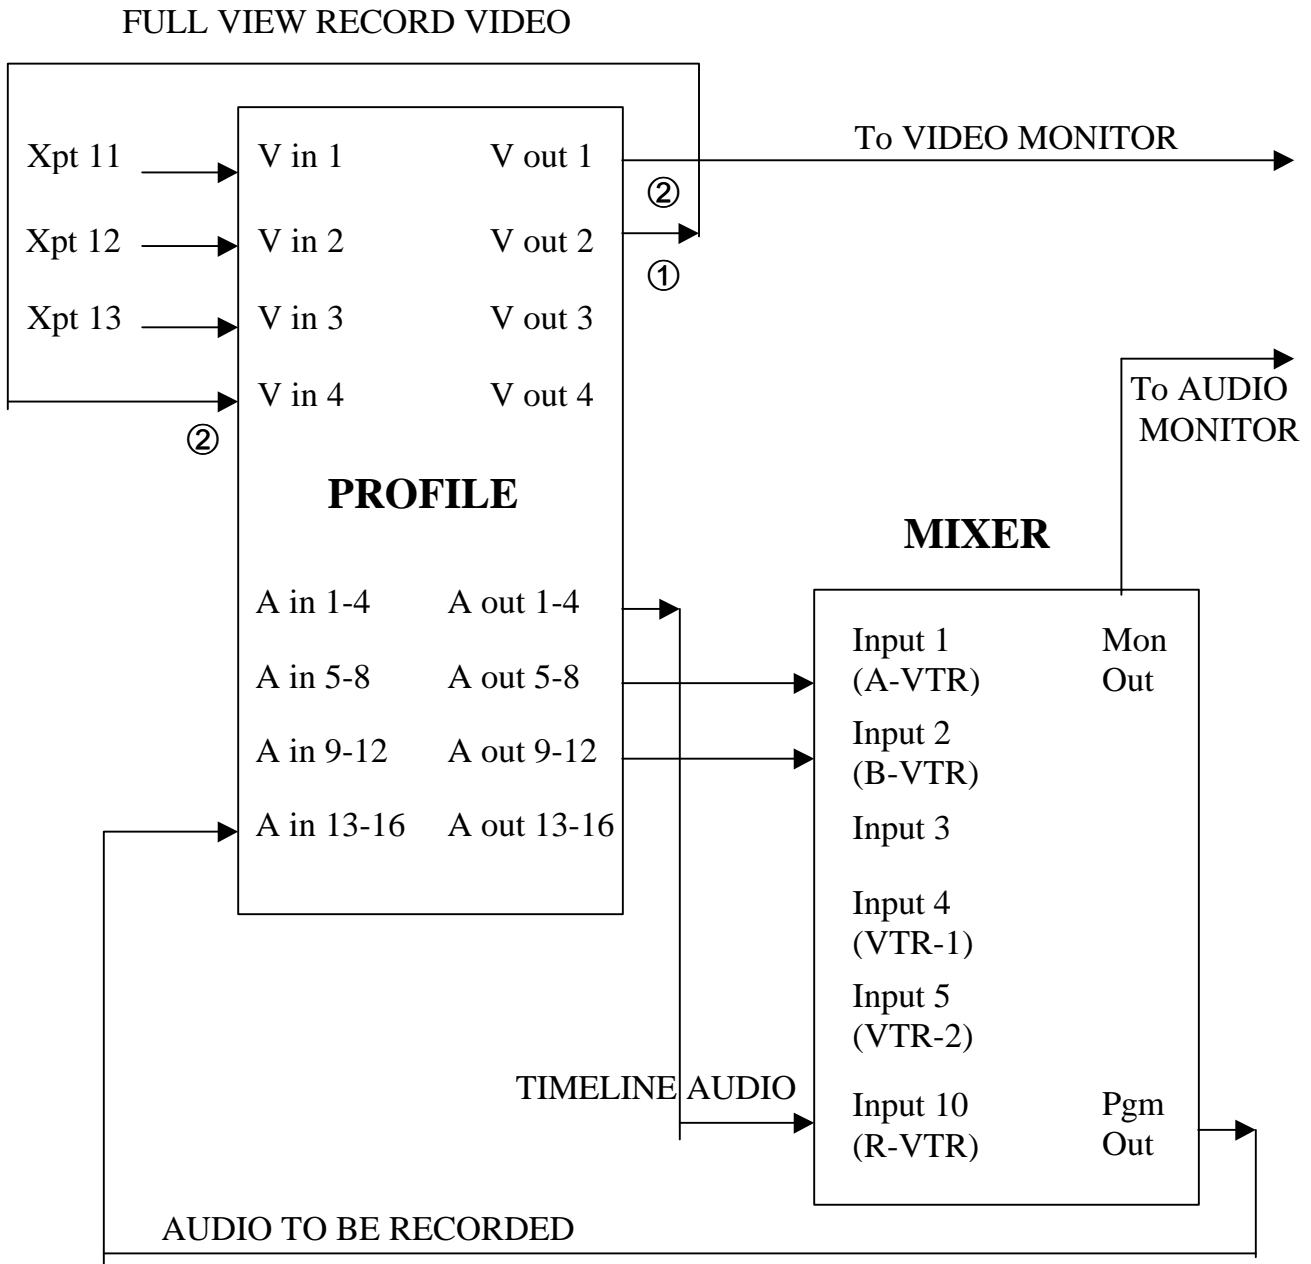 FULL VIEW RECORD VIDEO
To VIDEO MONITOR
Xpt 11
V in 1
V out 1
②
Xpt 12
V in 2
V out 2
①
Xpt 13
V in 3
V out 3
V in 4
V out 4
②
To AUDIO
MONITOR
PROFILE
MIXER
A in 1-4
A out 1-4
A in 5-8
A out 5-8
A in 9-12
A out 9-12
A in 13-16
A out 13-16
Input 1
(A-VTR)
Mon
Out
Input 2
(B-VTR)
Input 3
Input 4
(VTR-1)
Input 5
(VTR-2)
TIMELINE AUDIO
Input 10
(R-VTR)
Pgm
Out
AUDIO TO BE RECORDED